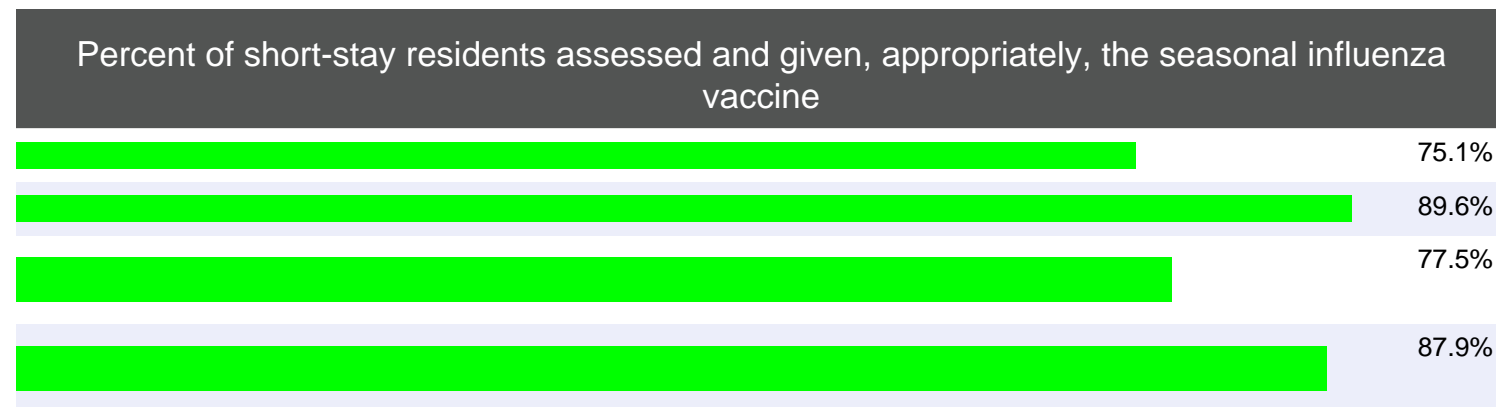 Percent of short-stay residents assessed and given, appropriately, the seasonal influenza
vaccine
75.1%
89.6%
77.5%
87.9%